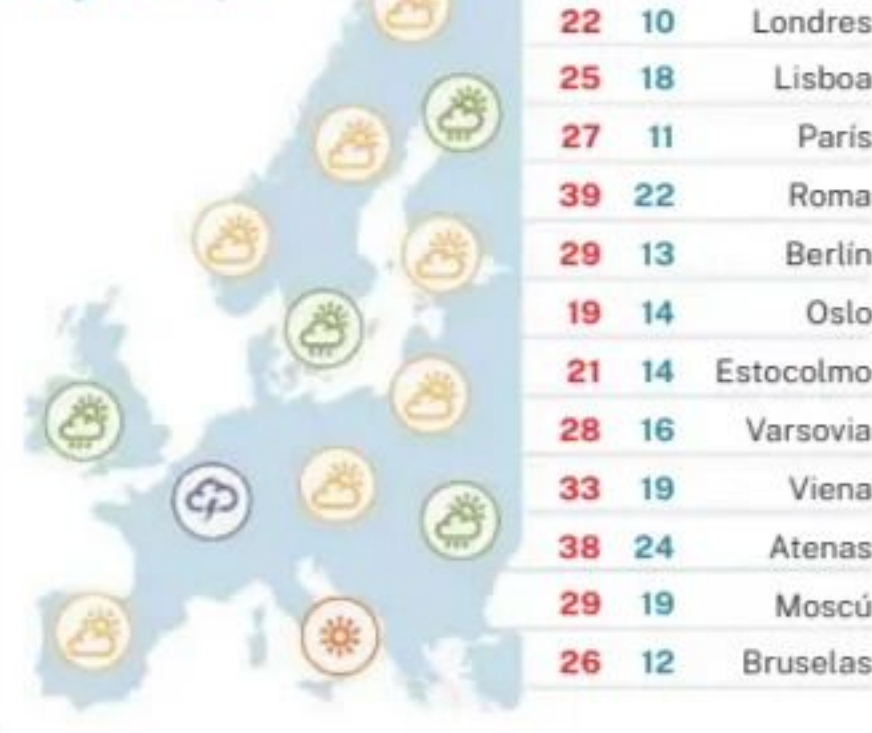 22 10 Londres
25 18 Lisboa
27 11 París
39 22 Roma
29 13 Berlín
19 14 Oslo
21 14 Estocolmo
28 16 Varsovia
33 19 Viena
38 24 Atenas
29 19 Moscú
26 12 Bruselas